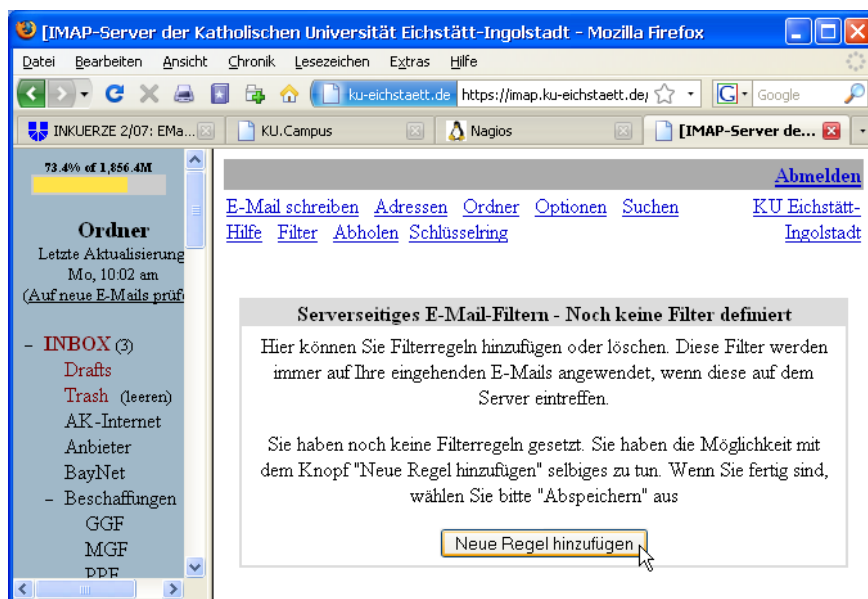 [IMAP-Server der Katholischen Universität Eichstätt-Ingolstadt - Mozilla Firefox
Datei Bearbeiten Ansicht Chronik Lesezeichen Extras Hilfe
ku-eichstaett.de https://imap.ku-eichstaett.de/ G Google
INKUERZE 2/07: EMa... KU.Campus Nagios [IMAP-Server de...
73.4% of 1,856.4M
Ordner
Letzte Aktualisierung
Mo, 10:02 am
(Auf neue E-Mails prüf
– INBOX (3)
Drafts
Trash (leeren)
AK-Internet
Anbieter
BayNet
– Beschaffungen
GGF
MGF
PPF
Abmelden
E-Mail schreiben Adressen Ordner Optionen Suchen KU Eichstätt-
Hilfe Filter Abholen Schlüsselring Ingolstadt
Serverseitiges E-Mail-Filtern - Noch keine Filter definiert
Hier können Sie Filterregeln hinzufügen oder löschen. Diese Filter werden
immer auf Ihre eingehenden E-Mails angewendet, wenn diese auf dem
Server eintreffen.
Sie haben noch keine Filterregeln gesetzt. Sie haben die Möglichkeit mit
dem Knopf "Neue Regel hinzufügen" selbiges zu tun. Wenn Sie fertig sind,
wählen Sie bitte "Abspeichern" aus
Neue Regel hinzufügen